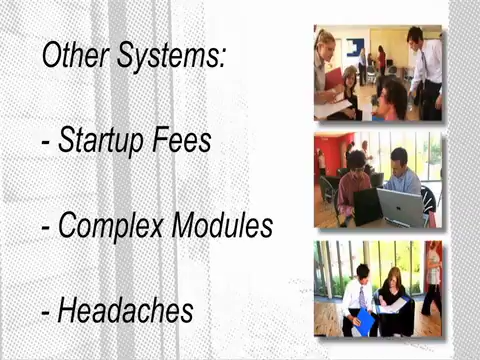 Other Systems:
- Startup Fees
- Complex Modules
- Headaches